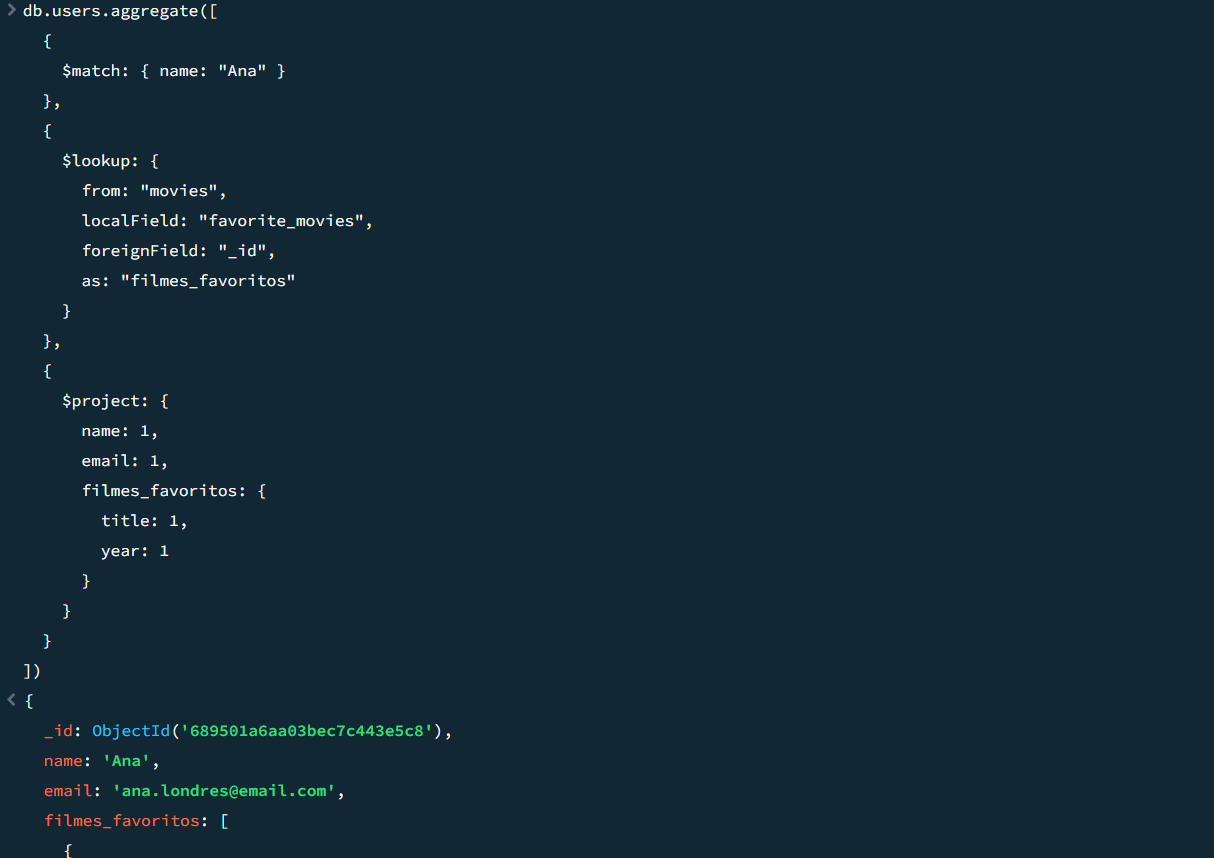 > db.users.aggregate([
{
$match: { name: "Ana" }
},
{
$lookup: {
from: "movies",
localField: "favorite_movies",
foreignField: "_id",
as: "filmes_favoritos"
}
},
{
$project: {
name: 1,
email: 1,
filmes_favoritos: {
title: 1,
year: 1
}
}
}
])
< {
_id: ObjectId('689501a6aa03bec7c443e5c8'),
name: 'Ana',
email: 'ana.londres@email.com',
filmes_favoritos: [
{